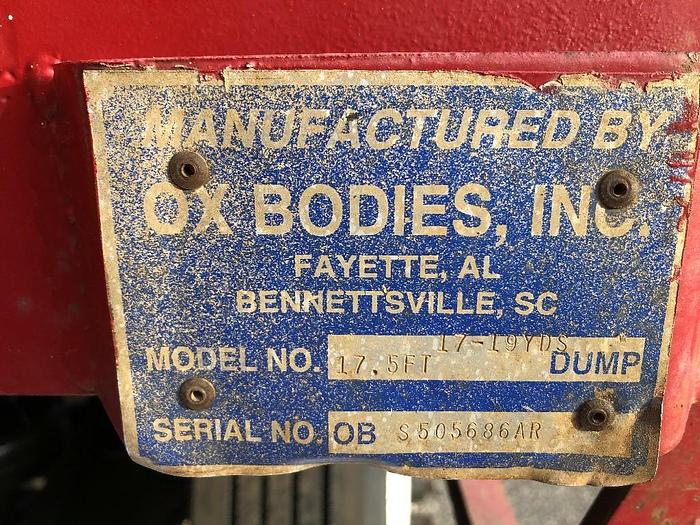 MANUFACTURED BY
OX BODIES, INC.
FAYETTE, AL
BENNETTSVILLE, SC
17-19YDS
MODEL NO. 17.5FT DUMP
SERIAL NO. OB S505686AR